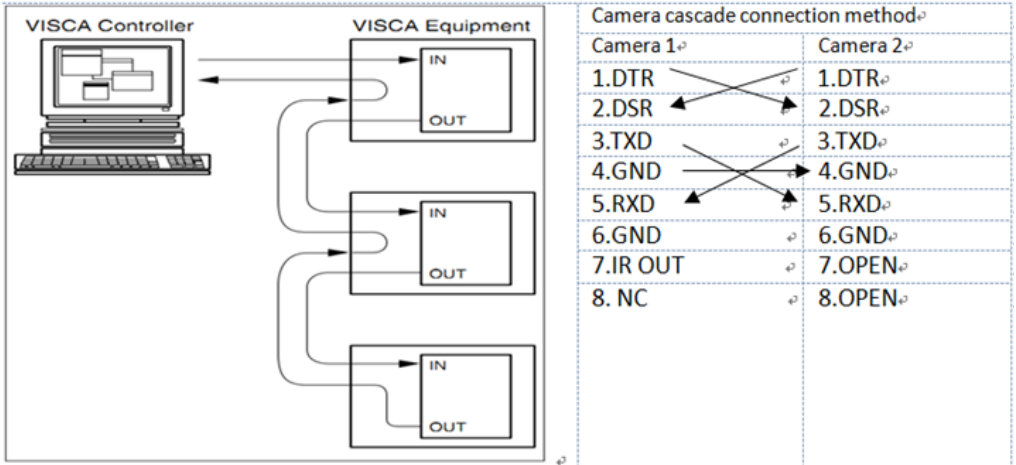 VISCA Controller
VISCA Equipment
IN
OUT
IN
OUT
IN
OUT
Camera cascade connection method
Camera 1 Camera 2
1.DTR 1.DTR
2.DSR 2.DSR
3.TXD 3.TXD
4.GND 4.GND
5.RXD 5.RXD
6.GND 6.GND
7.IR OUT 7.OPEN
8. NC 8.OPEN